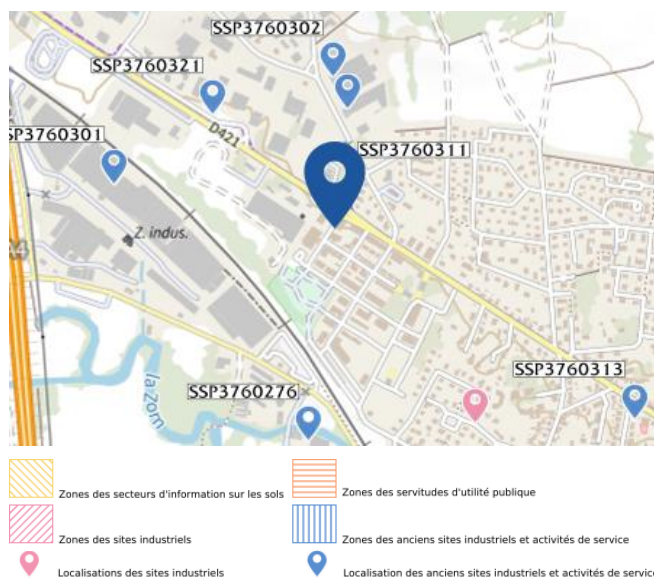 SSP3760302
SSP3760321
D421
SP3760301
SSP3760311
Z. indus.
A4
la Zorn
SSP3760276
SSP3760313
Zones des secteurs d'information sur les sols
Zones des servitudes d'utilité publique
Zones des sites industriels
Zones des anciens sites industriels et activités de service
Localisations des sites industriels
Localisation des anciens sites industriels et activités de service